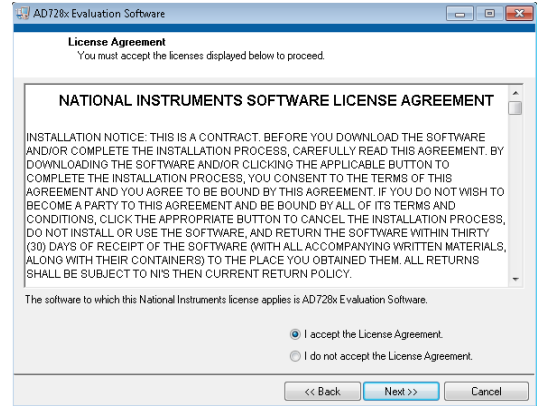 AD728x Evaluation Software
License Agreement
You must accept the licenses displayed below to proceed.
NATIONAL INSTRUMENTS SOFTWARE LICENSE AGREEMENT
INSTALLATION NOTICE: THIS IS A CONTRACT. BEFORE YOU DOWNLOAD THE SOFTWARE
AND/OR COMPLETE THE INSTALLATION PROCESS, CAREFULLY READ THIS AGREEMENT. BY
DOWNLOADING THE SOFTWARE AND/OR CLICKING THE APPLICABLE BUTTON TO
COMPLETE THE INSTALLATION PROCESS, YOU CONSENT TO THE TERMS OF THIS
AGREEMENT AND YOU AGREE TO BE BOUND BY THIS AGREEMENT. IF YOU DO NOT WISH TO
BECOME A PARTY TO THIS AGREEMENT AND BE BOUND BY ALL OF ITS TERMS AND
CONDITIONS, CLICK THE APPROPRIATE BUTTON TO CANCEL THE INSTALLATION PROCESS,
DO NOT INSTALL OR USE THE SOFTWARE, AND RETURN THE SOFTWARE WITHIN THIRTY
(30) DAYS OF RECEIPT OF THE SOFTWARE (WITH ALL ACCOMPANYING WRITTEN MATERIALS,
ALONG WITH THEIR CONTAINERS) TO THE PLACE YOU OBTAINED THEM. ALL RETURNS
SHALL BE SUBJECT TO NI'S THEN CURRENT RETURN POLICY.
The software to which this National Instruments license applies is AD728x Evaluation Software.
I accept the License Agreement.
I do not accept the License Agreement.
<< Back Next >> Cancel